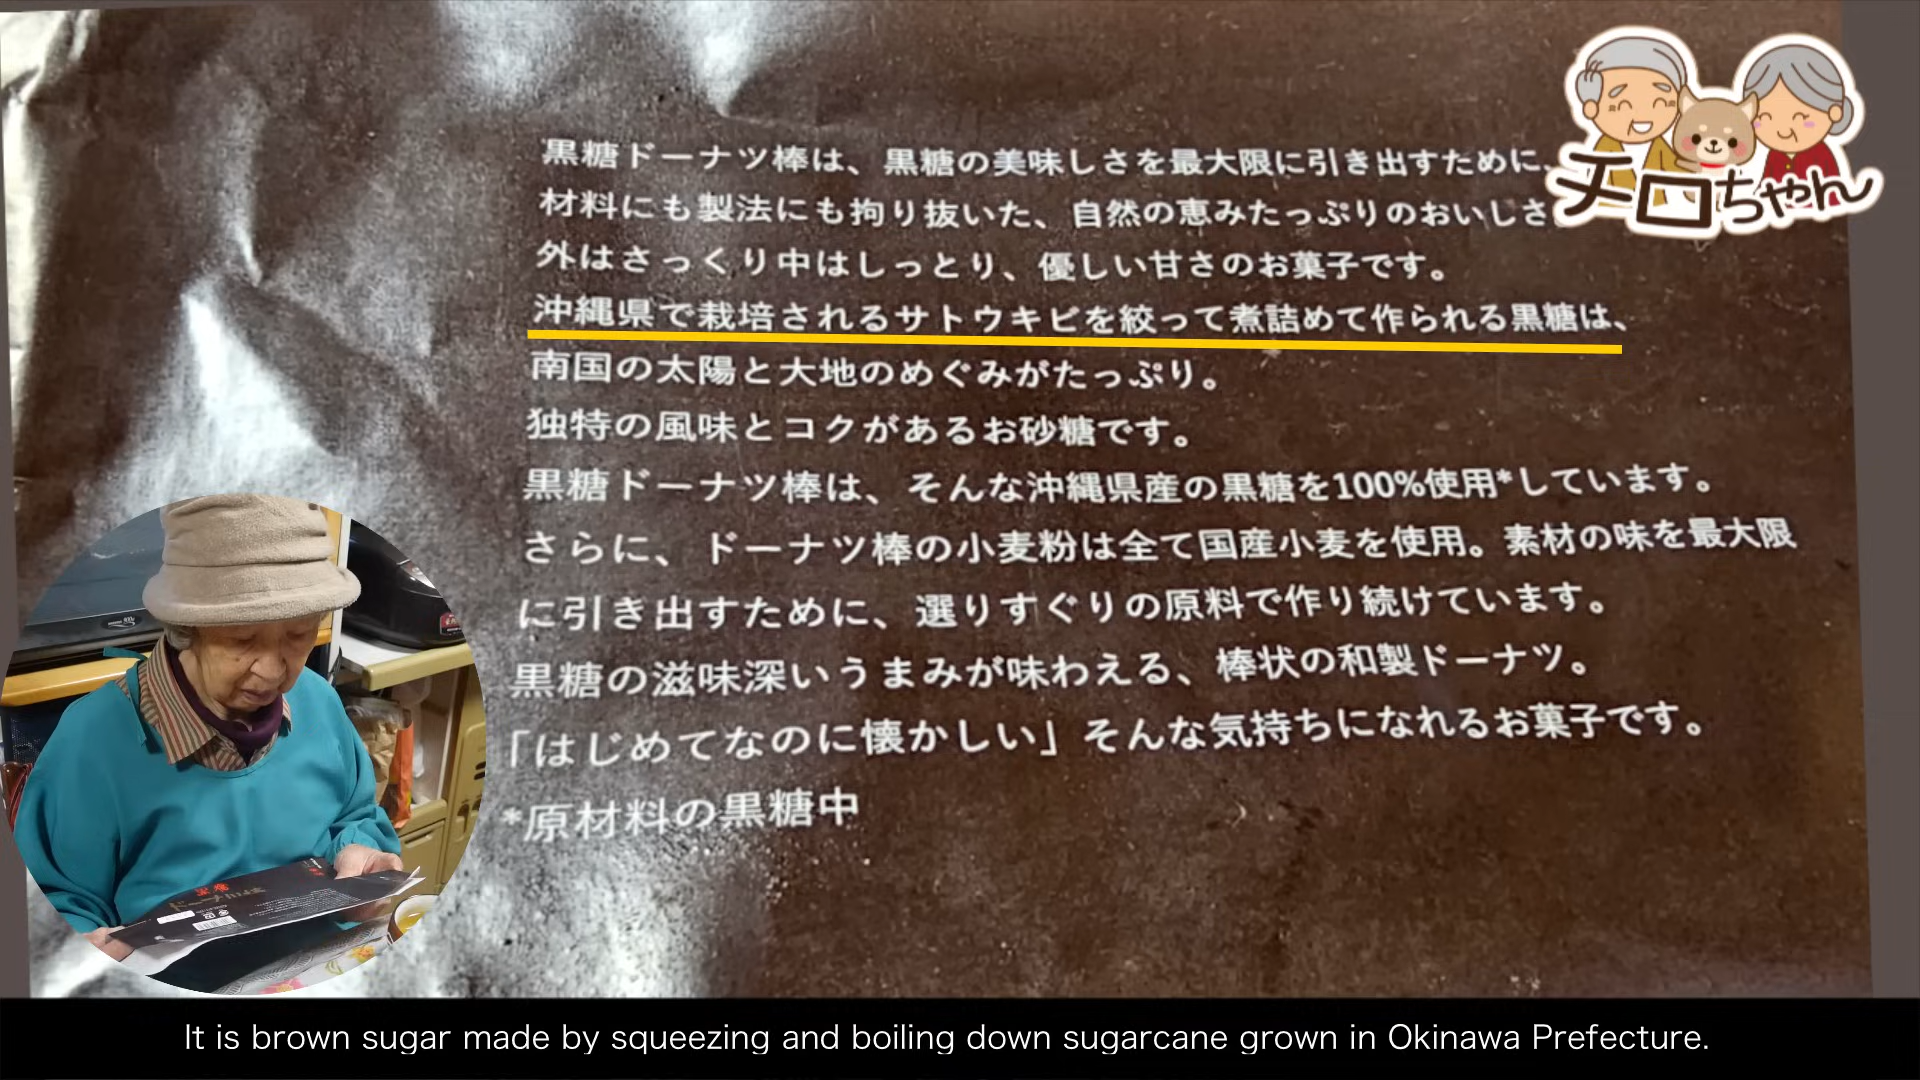 黒糖ドーナツ棒は、黒糖の美味しさを最大限に引き出すために、
材料にも製法にも拘り抜いた、自然の恵みたっぷりのおいしさ
外はさっくり中はしっとり、優しい甘さのお菓子です。
沖縄県で栽培されるサトウキビを絞って煮詰めて作られる黒糖は、
南国の太陽と大地のめぐみがたっぷり。
独特の風味とコクがあるお砂糖です。
黒糖ドーナツ棒は、そんな沖縄県産の黒糖を100%使用*しています。
さらに、ドーナツ棒の小麦粉は全て国産小麦を使用。素材の味を最大限
に引き出すために、選りすぐりの原料で作り続けています。
黒糖の滋味深いうまみが味わえる、棒状の和製ドーナツ。
「はじめてなのに懐かしい」そんな気持ちになれるお菓子です。
*原材料の黒糖中
チロちゃん
黒糖
ドーナツ棒
It is brown sugar made by squeezing and boiling down sugarcane grown in Okinawa Prefecture.